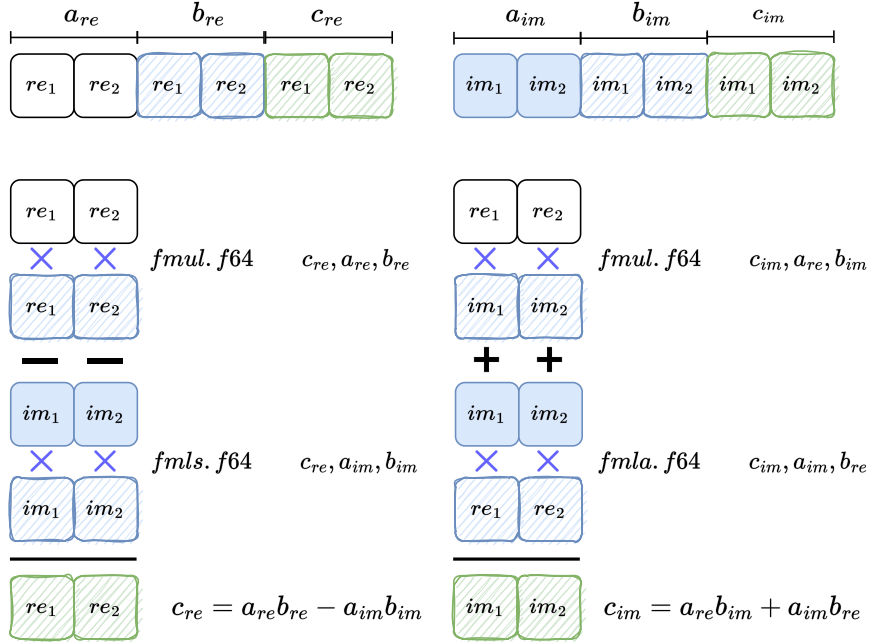 a_re b_re c_re a_im b_im c_im
re_1 re_2 re_1 re_2 re_1 re_2 im_1 im_2 im_1 im_2 im_1 im_2
re_1 re_2 re_1 re_2
× × fmul.f64 c_re, a_re, b_re × × fmul.f64 c_im, a_re, b_im
re_1 re_2 im_1 im_2
− − + +
im_1 im_2 im_1 im_2
× × fmls.f64 c_re, a_im, b_im × × fmla.f64 c_im, a_im, b_re
im_1 im_2 re_1 re_2
re_1 re_2 c_re = a_re b_re − a_im b_im im_1 im_2 c_im = a_re b_im + a_im b_re